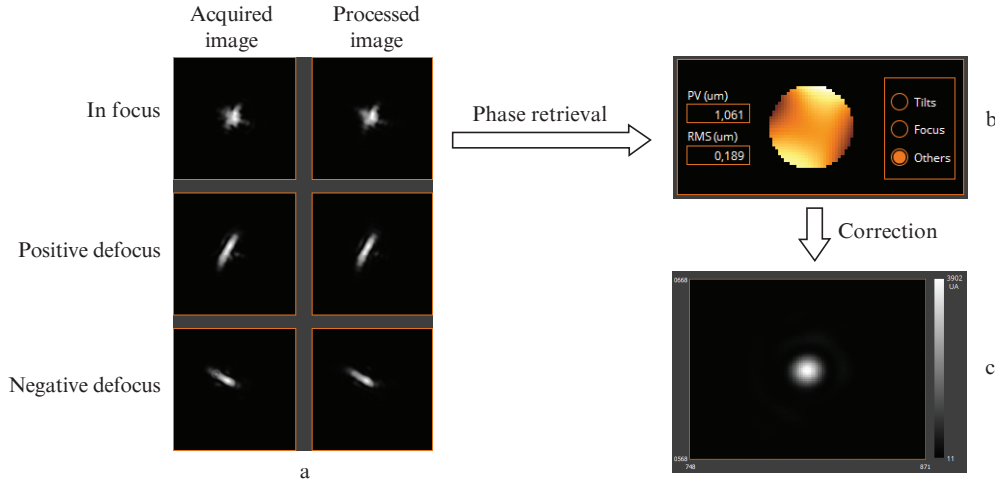 Acquired
image
Processed
image
In focus
Positive defocus
Negative defocus
a
Phase retrieval
PV (um)
1,061
RMS (um)
0,189
Tilts
Focus
Others
b
Correction
0668
0568
748
871
3902
UA
11
c